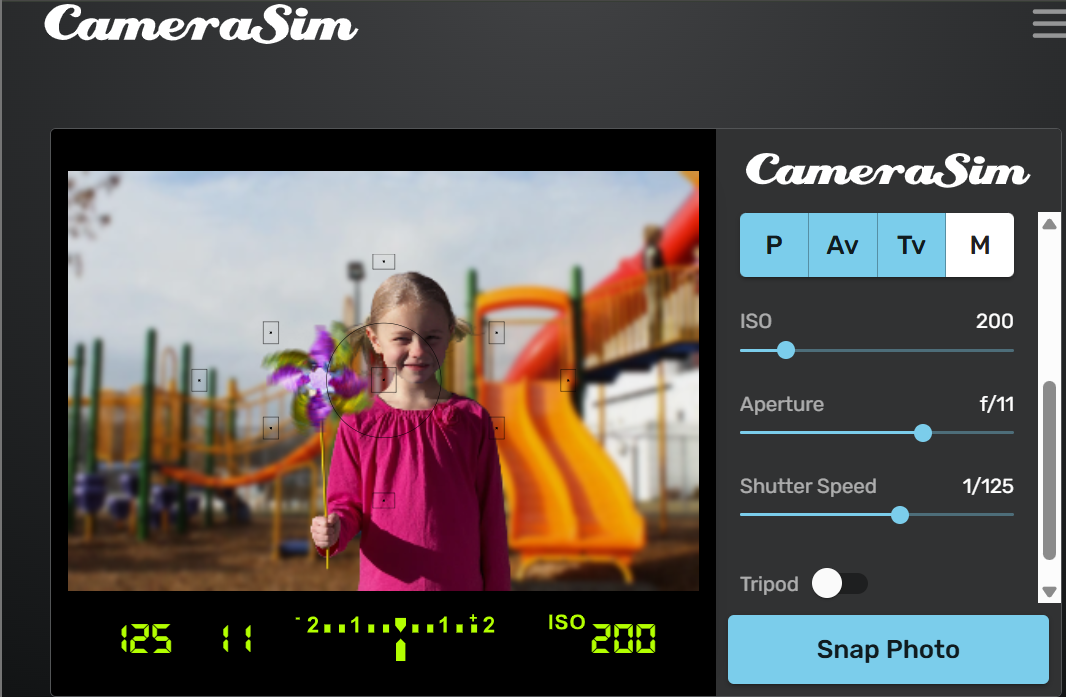 CameraSim
CameraSim
P Av Tv M
ISO 200
Aperture f/11
Shutter Speed 1/125
Tripod
Snap Photo
125 11 -2..1..▼..1..+2 ISO 200